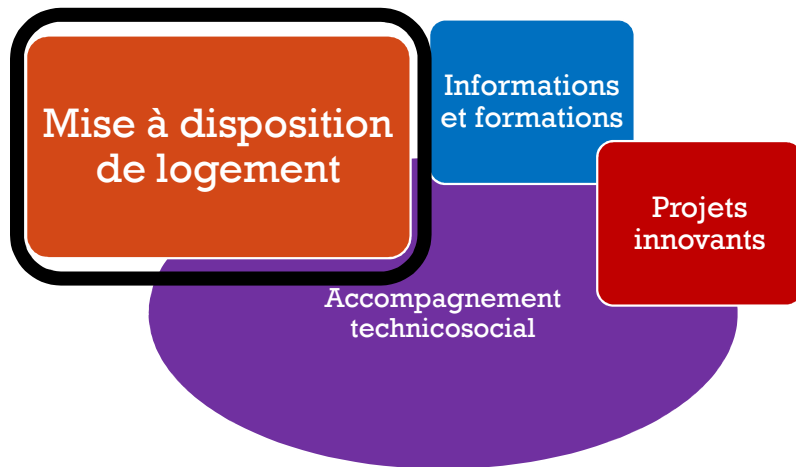 Mise à disposition
de logement
Informations
et formations
Projets
innovants
Accompagnement
technicosocial